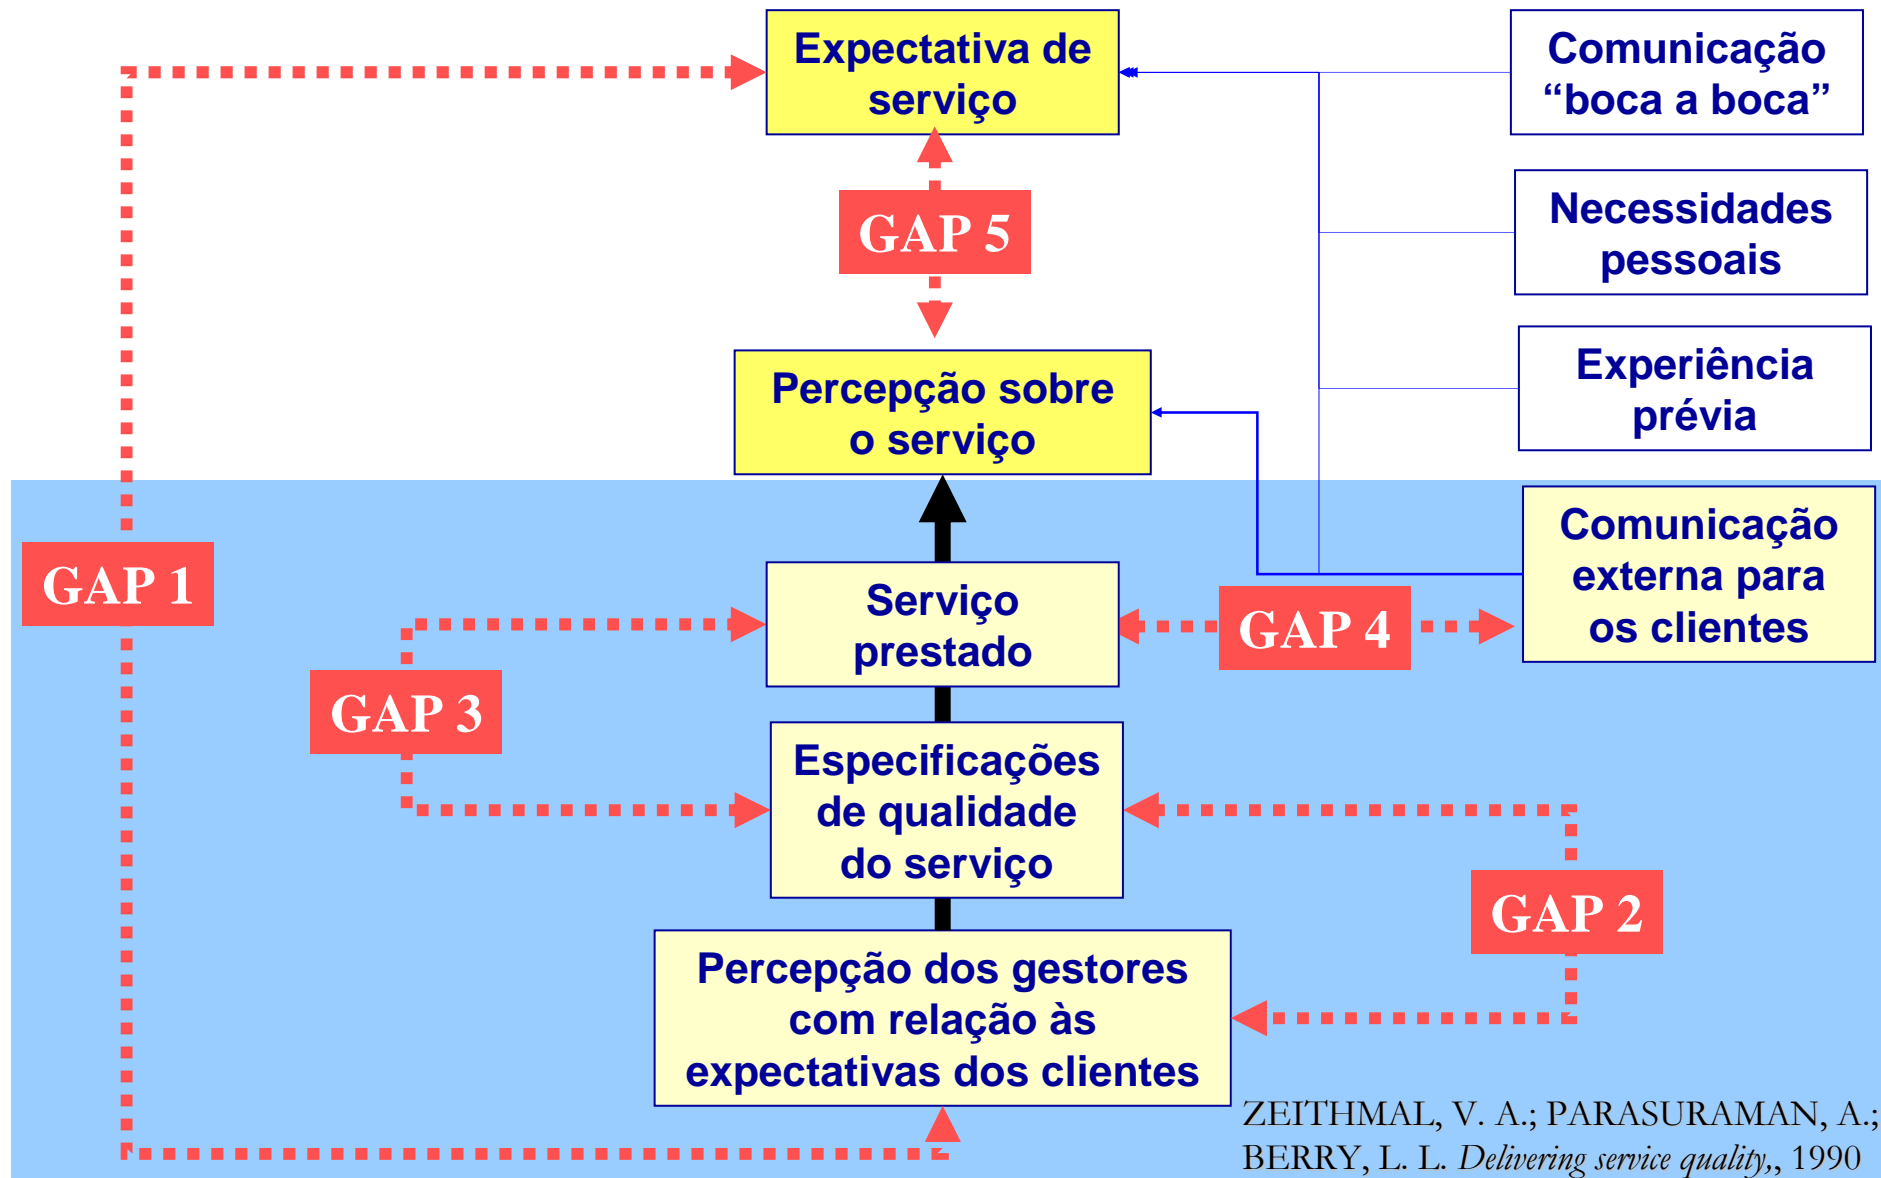 Expectativa de
serviço
Comunicação
“boca a boca”
GAP 5
Necessidades
pessoais
Percepção sobre
o serviço
Experiência
prévia
GAP 1
Serviço
prestado
GAP 4
Comunicação
externa para
os clientes
GAP 3
Especificações
de qualidade
do serviço
GAP 2
Percepção dos gestores
com relação às
expectativas dos clientes
ZEITHMAL, V. A.; PARASURAMAN, A.;
BERRY, L. L. Delivering service quality,, 1990